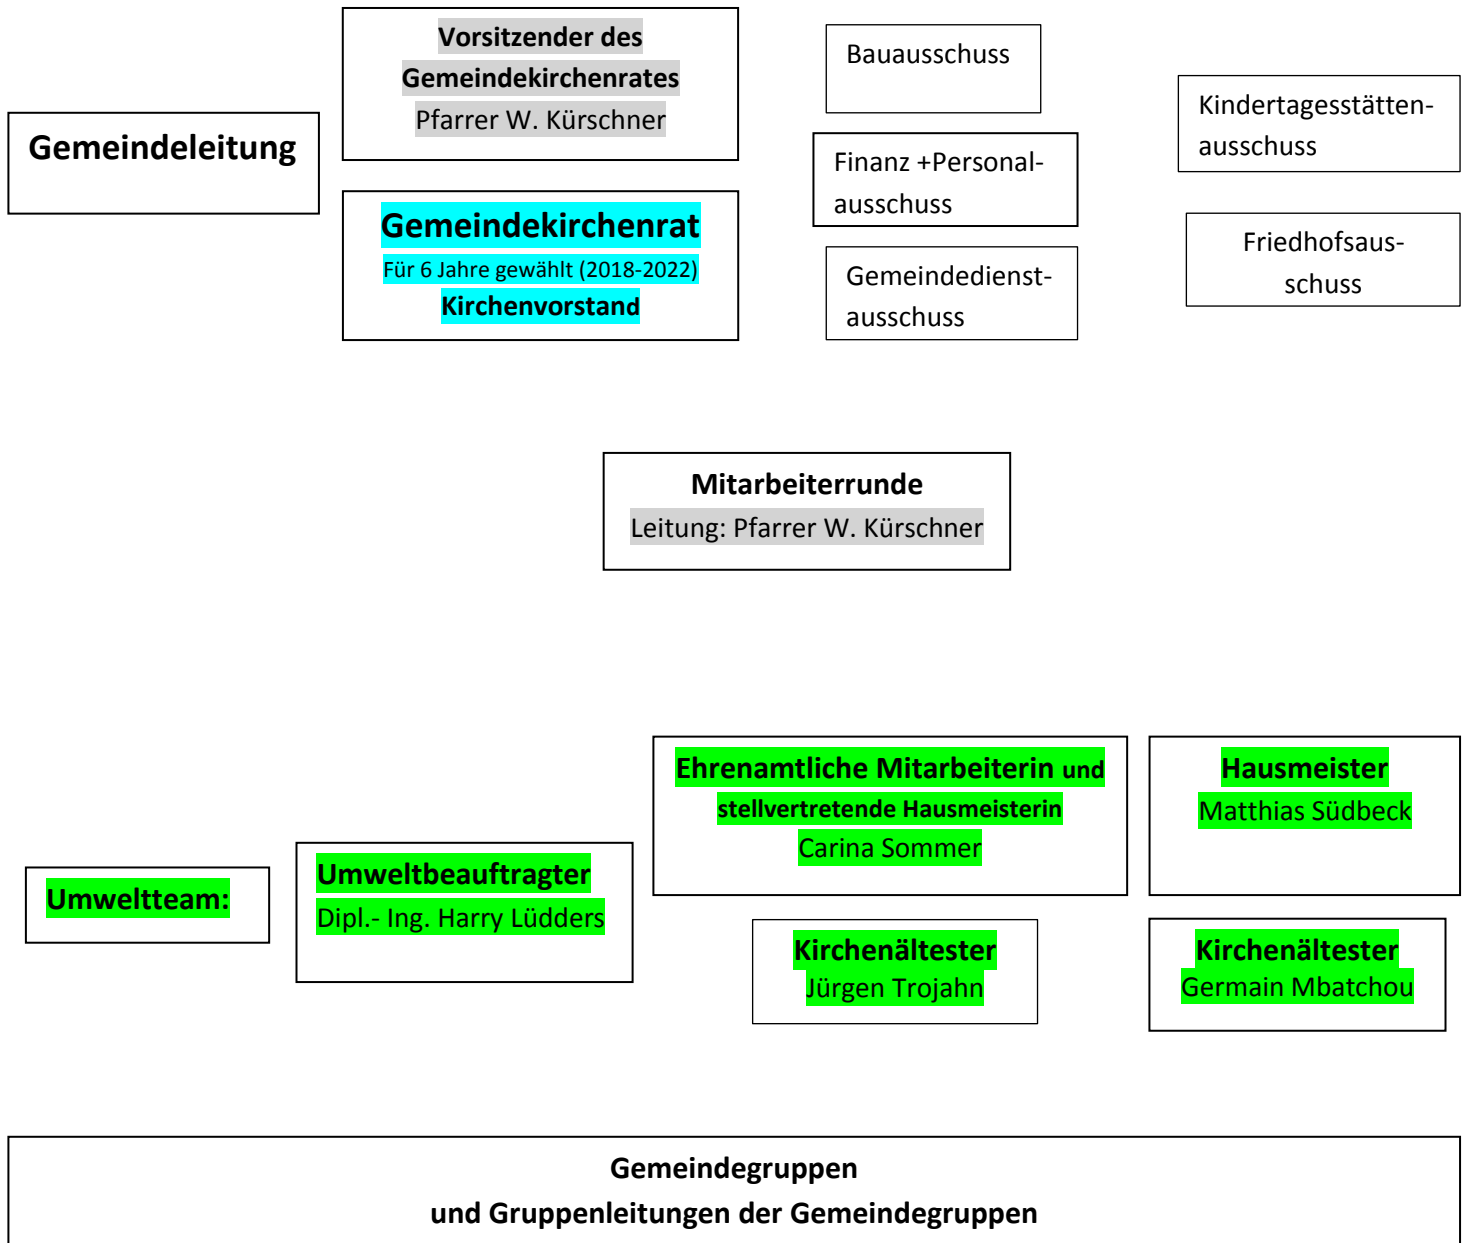 Gemeindeleitung
Vorsitzender des
Gemeindekirchenrates
Pfarrer W. Kürschner
Gemeindekirchenrat
Für 6 Jahre gewählt (2018-2022)
Kirchenvorstand
Bauausschuss
Finanz +Personal-
ausschuss
Gemeindedienst-
ausschuss
Kindertagesstätten-
ausschuss
Friedhofsaus-
schuss
Mitarbeiterrunde
Leitung: Pfarrer W. Kürschner
Umweltteam:
Umweltbeauftragter
Dipl.- Ing. Harry Lüdders
Ehrenamtliche Mitarbeiterin und
stellvertretende Hausmeisterin
Carina Sommer
Hausmeister
Matthias Südbeck
Kirchenältester
Jürgen Trojahn
Kirchenältester
Germain Mbatchou
Gemeindegruppen
und Gruppenleitungen der Gemeindegruppen